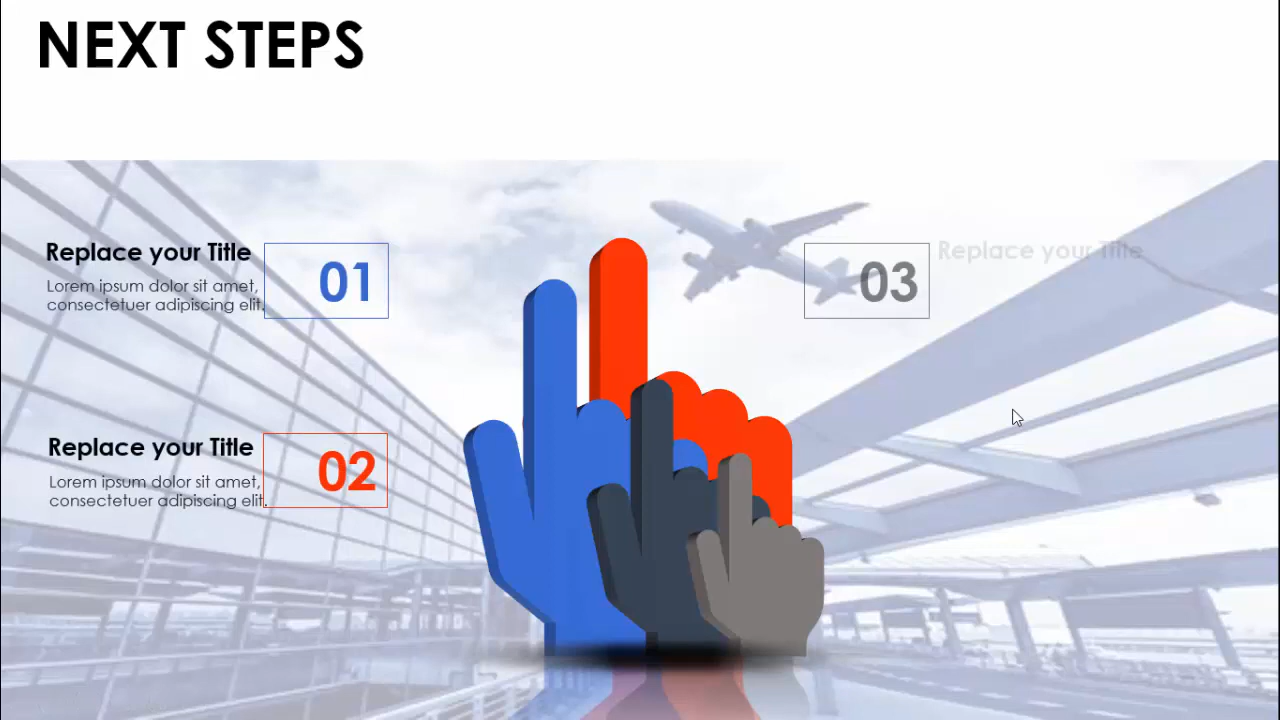 NEXT STEPS
Replace your Title
Lorem ipsum dolor sit amet,
consectetuer adipiscing elit.
01
Replace your Title
Lorem ipsum dolor sit amet,
consectetuer adipiscing elit.
02
03
Replace your Title